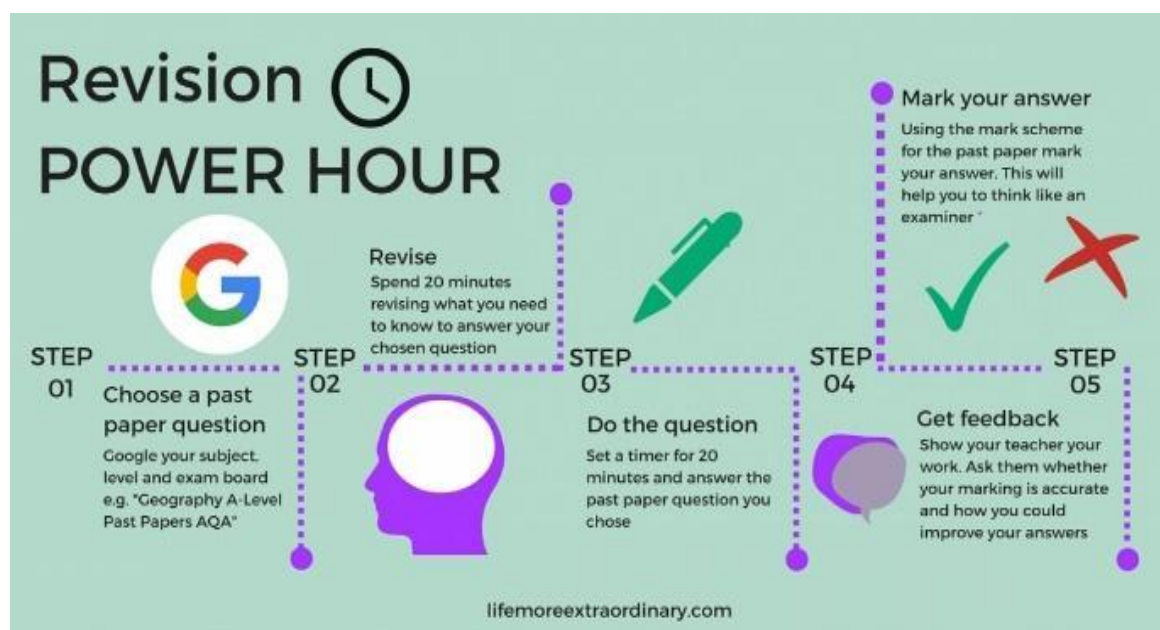 Revision
POWER HOUR
STEP
01
Choose a past
paper question
Google your subject,
level and exam board
e.g. "Geography A-Level
Past Papers AQA"
STEP
02
Revise
Spend 20 minutes
revising what you need
to know to answer your
chosen question
STEP
03
Do the question
Set a timer for 20
minutes and answer the
past paper question you
chose
STEP
04
Mark your answer
Using the mark scheme
for the past paper mark
your answer. This will
help you to think like an
examiner
STEP
05
Get feedback
Show your teacher your
work. Ask them whether
your marking is accurate
and how you could
improve your answers
lifemoreextraordinary.com